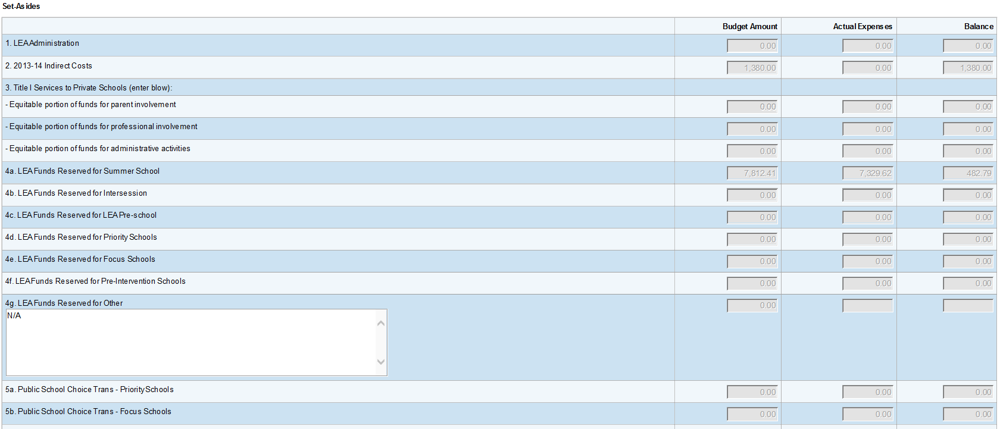 Set-Asides
Budget Amount Actual Expenses Balance
1. LEA Administration 0.00 0.00 0.00
2. 2013-14 Indirect Costs 1,380.00 0.00 1,380.00
3. Title I Services to Private Schools (enter blow):
- Equitable portion of funds for parent involvement 0.00 0.00 0.00
- Equitable portion of funds for professional involvement 0.00 0.00 0.00
- Equitable portion of funds for administrative activities 0.00 0.00 0.00
4a. LEA Funds Reserved for Summer School 7,812.41 7,329.62 482.79
4b. LEA Funds Reserved for Intersession 0.00 0.00 0.00
4c. LEA Funds Reserved for LEA Pre-school 0.00 0.00 0.00
4d. LEA Funds Reserved for Priority Schools 0.00 0.00 0.00
4e. LEA Funds Reserved for Focus Schools 0.00 0.00 0.00
4f. LEA Funds Reserved for Pre-Intervention Schools 0.00 0.00 0.00
4g. LEA Funds Reserved for Other 0.00
N/A
5a. Public School Choice Trans - Priority Schools 0.00 0.00 0.00
5b. Public School Choice Trans - Focus Schools 0.00 0.00 0.00